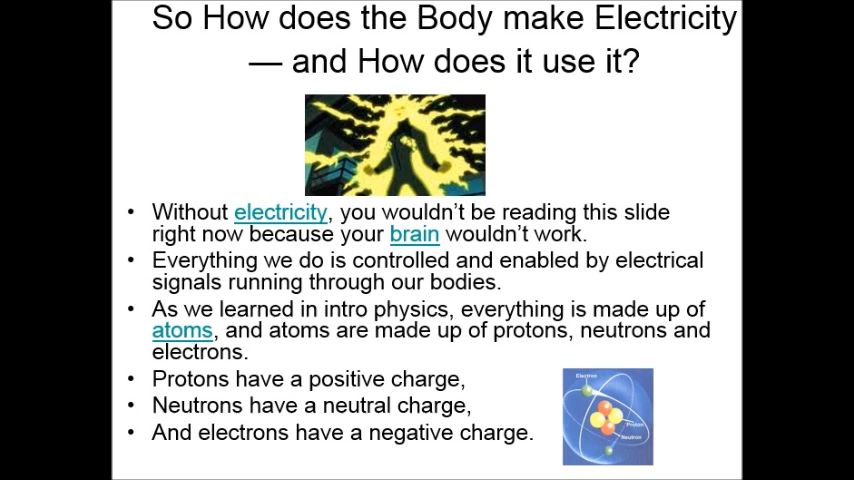 So How does the Body make Electricity
— and How does it use it?
• Without electricity, you wouldn't be reading this slide
right now because your brain wouldn't work.
• Everything we do is controlled and enabled by electrical
signals running through our bodies.
• As we learned in intro physics, everything is made up of
atoms, and atoms are made up of protons, neutrons and
electrons.
• Protons have a positive charge,
Electron
• Neutrons have a neutral charge,
Proton
• And electrons have a negative charge.
Neutron